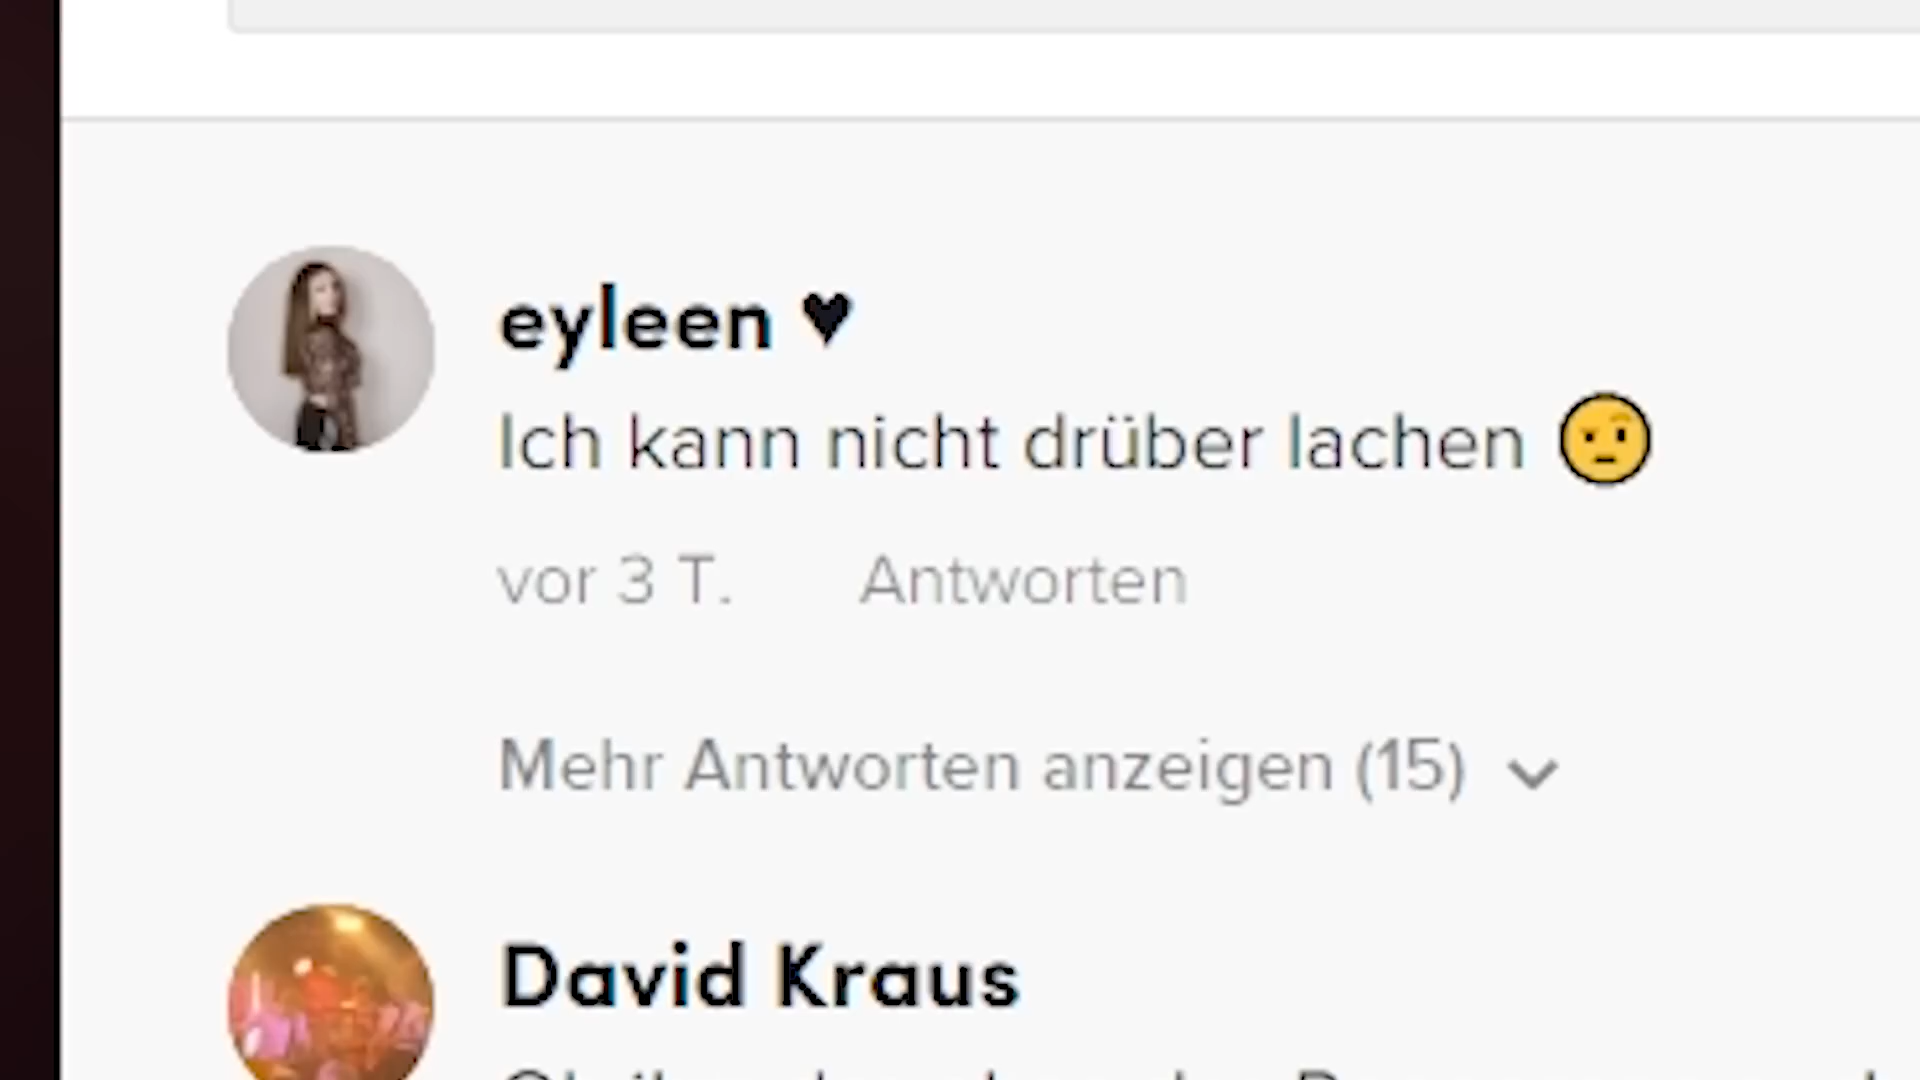 eyleen ♥
Ich kann nicht drüber lachen 🤨
vor 3 T. Antworten
Mehr Antworten anzeigen (15)
David Kraus